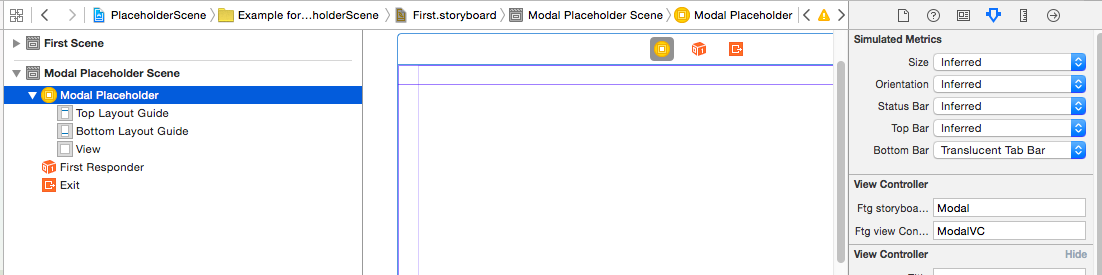 PlaceholderScene Example for...holderScene First.storyboard Modal Placeholder Scene Modal Placeholder
First Scene
Modal Placeholder Scene
Modal Placeholder
Top Layout Guide
Bottom Layout Guide
View
First Responder
Exit
Simulated Metrics
Size Inferred
Orientation Inferred
Status Bar Inferred
Top Bar Inferred
Bottom Bar Translucent Tab Bar
View Controller
Ftg storyboa... Modal
Ftg view Con... ModalVC
View Controller Hide